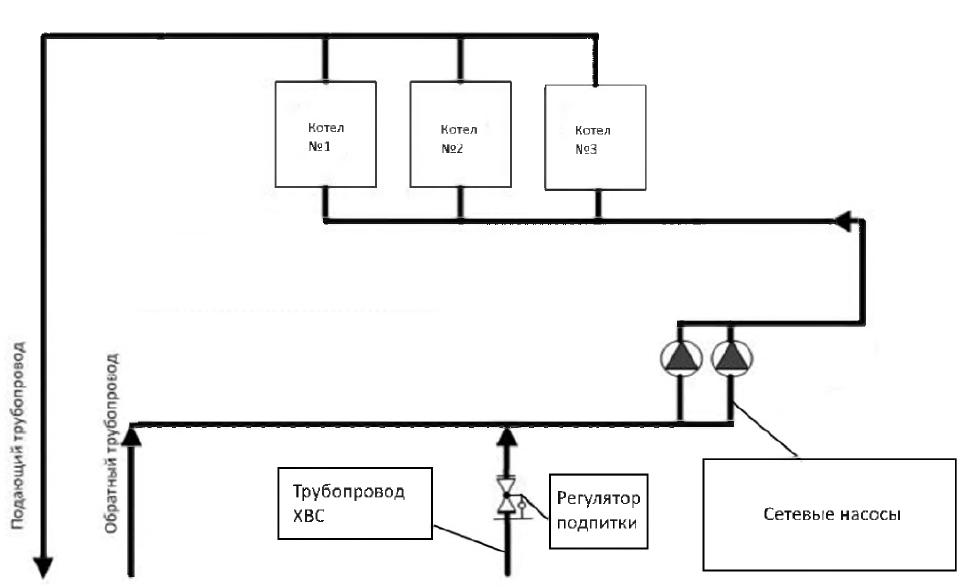 Котел
№1
Котел
№2
Котел
№3
Подающий трубопровод
Обратный трубопровод
Трубопровод
ХВС
Регулятор
подпитки
Сетевые насосы